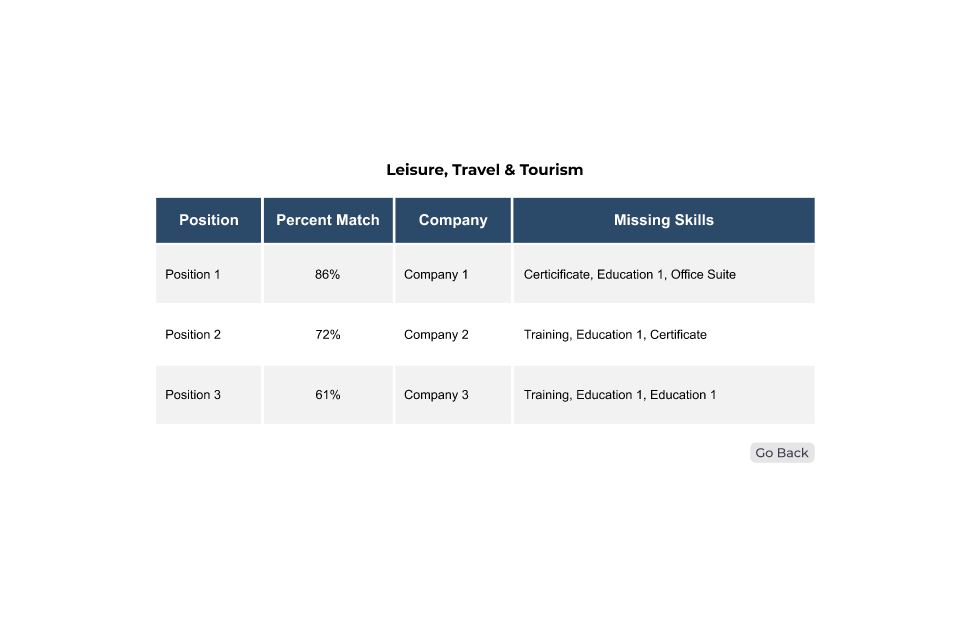 Leisure, Travel & Tourism
Position Percent Match Company Missing Skills
Position 1 86% Company 1 Certicificate, Education 1, Office Suite
Position 2 72% Company 2 Training, Education 1, Certificate
Position 3 61% Company 3 Training, Education 1, Education 1
Go Back